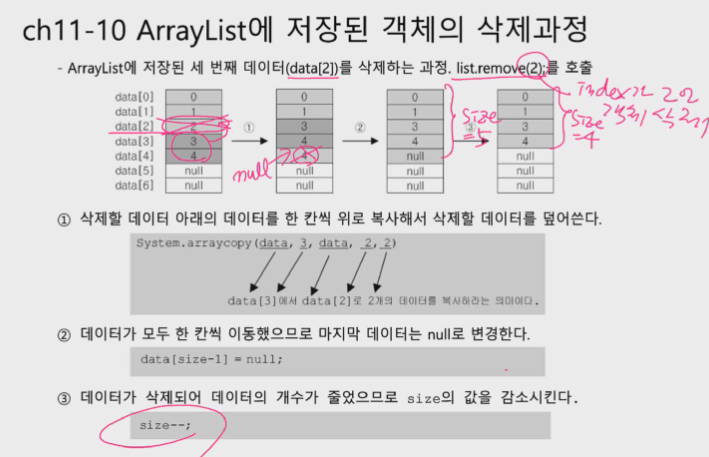 ch11-10 ArrayList에 저장된 객체의 삭제과정
- ArrayList에 저장된 세 번째 데이터(data[2])를 삭제하는 과정. list.remove(2);를 호출
data[0] 0 0 0 0
data[1] 1 1 1 1
data[2] 2 3 3 3
data[3] 3 4 4 4
data[4] 4 4 null null
data[5] null null null null
data[6] null null null null
① ② ③
null
size
=5
index가 2인
size
=4
① 삭제할 데이터 아래의 데이터를 한 칸씩 위로 복사해서 삭제할 데이터를 덮어쓴다.
System.arraycopy(data, 3, data, 2, 2)
data[3]에서 data[2]로 2개의 데이터를 복사하라는 의미이다.
② 데이터가 모두 한 칸씩 이동했으므로 마지막 데이터는 null로 변경한다.
data[size-1] = null;
③ 데이터가 삭제되어 데이터의 개수가 줄었으므로 size의 값을 감소시킨다.
size--;